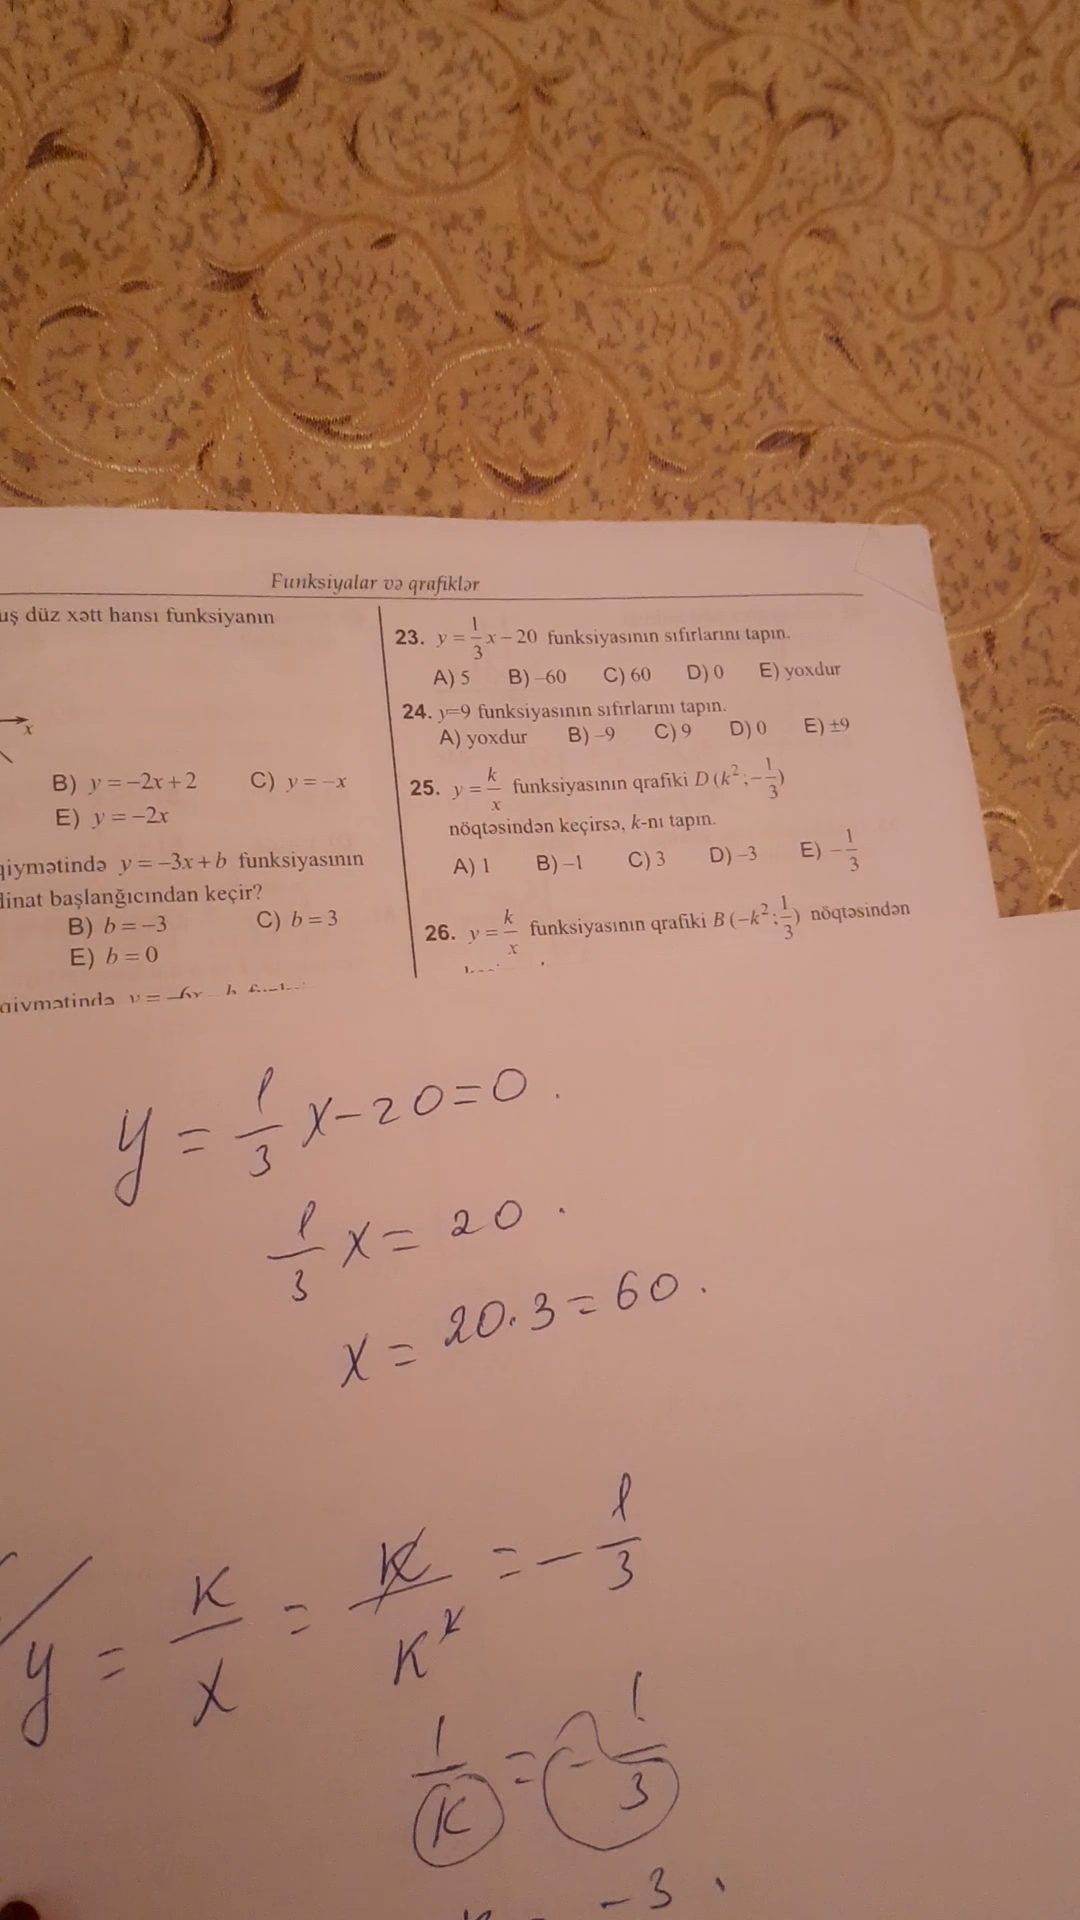 Funksiyalar və qrafiklər
düz xətt hansı funksiyanın
x
B) y = –2x + 2 C) y = –x
E) y = –2x
y = –3x + b funksiyasının
başlanğıcından keçir?
B) b = –3 C) b = 3
E) b = 0
23. y = 1/3 x – 20 funksiyasının sıfırlarını tapın.
A) 5 B) –60 C) 60 D) 0 E) yoxdur
24. y=9 funksiyasının sıfırlarını tapın.
A) yoxdur B) –9 C) 9 D) 0 E) ±9
25. y = k/x funksiyasının qrafiki D (k²; –1/3)
nöqtəsindən keçirsə, k-nı tapın.
A) 1 B) –1 C) 3 D) –3 E) –1/3
26. y = k/x funksiyasının qrafiki B (–k²; 1/3) nöqtəsindən
y = 1/3 x – 20 = 0.
1/3 x = 20.
x = 20. 3 = 60.
y = k/x = k/k² = – 1/3
1/k = – 1/3
– 3.